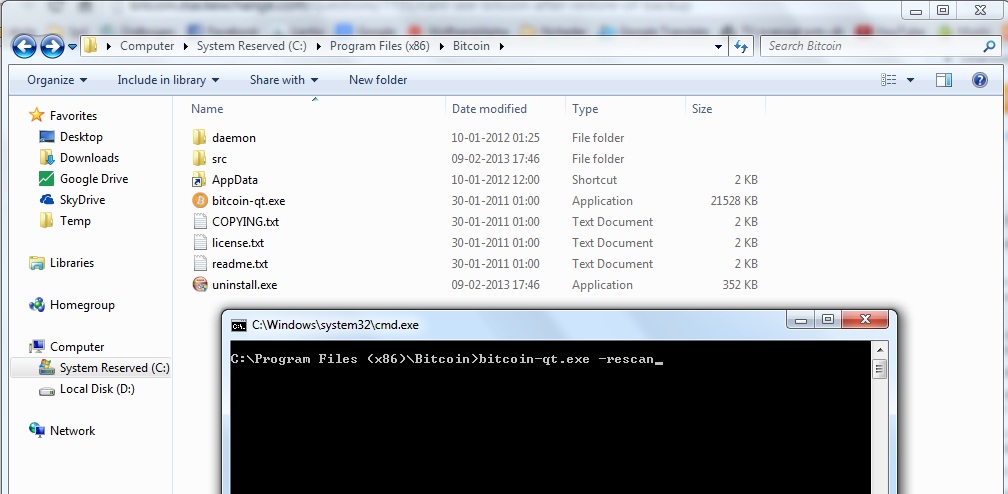 Computer System Reserved (C:) Program Files (x86) Bitcoin Search Bitcoin
Organize Include in library Share with New folder
Name Date modified Type Size
Favorites
Desktop
Downloads
Google Drive
SkyDrive
Temp
Libraries
Homegroup
Computer
System Reserved (C:)
Local Disk (D:)
Network
daemon 10-01-2012 01:25 File folder
src 09-02-2013 17:46 File folder
AppData 10-01-2012 12:00 Shortcut 2 KB
bitcoin-qt.exe 30-01-2011 01:00 Application 21528 KB
COPYING.txt 30-01-2011 01:00 Text Document 2 KB
license.txt 30-01-2011 01:00 Text Document 2 KB
readme.txt 30-01-2011 01:00 Text Document 2 KB
uninstall.exe 09-02-2013 17:46 Application 352 KB
C:\Windows\system32\cmd.exe
C:\Program Files (x86)\Bitcoin>bitcoin-qt.exe -rescan_